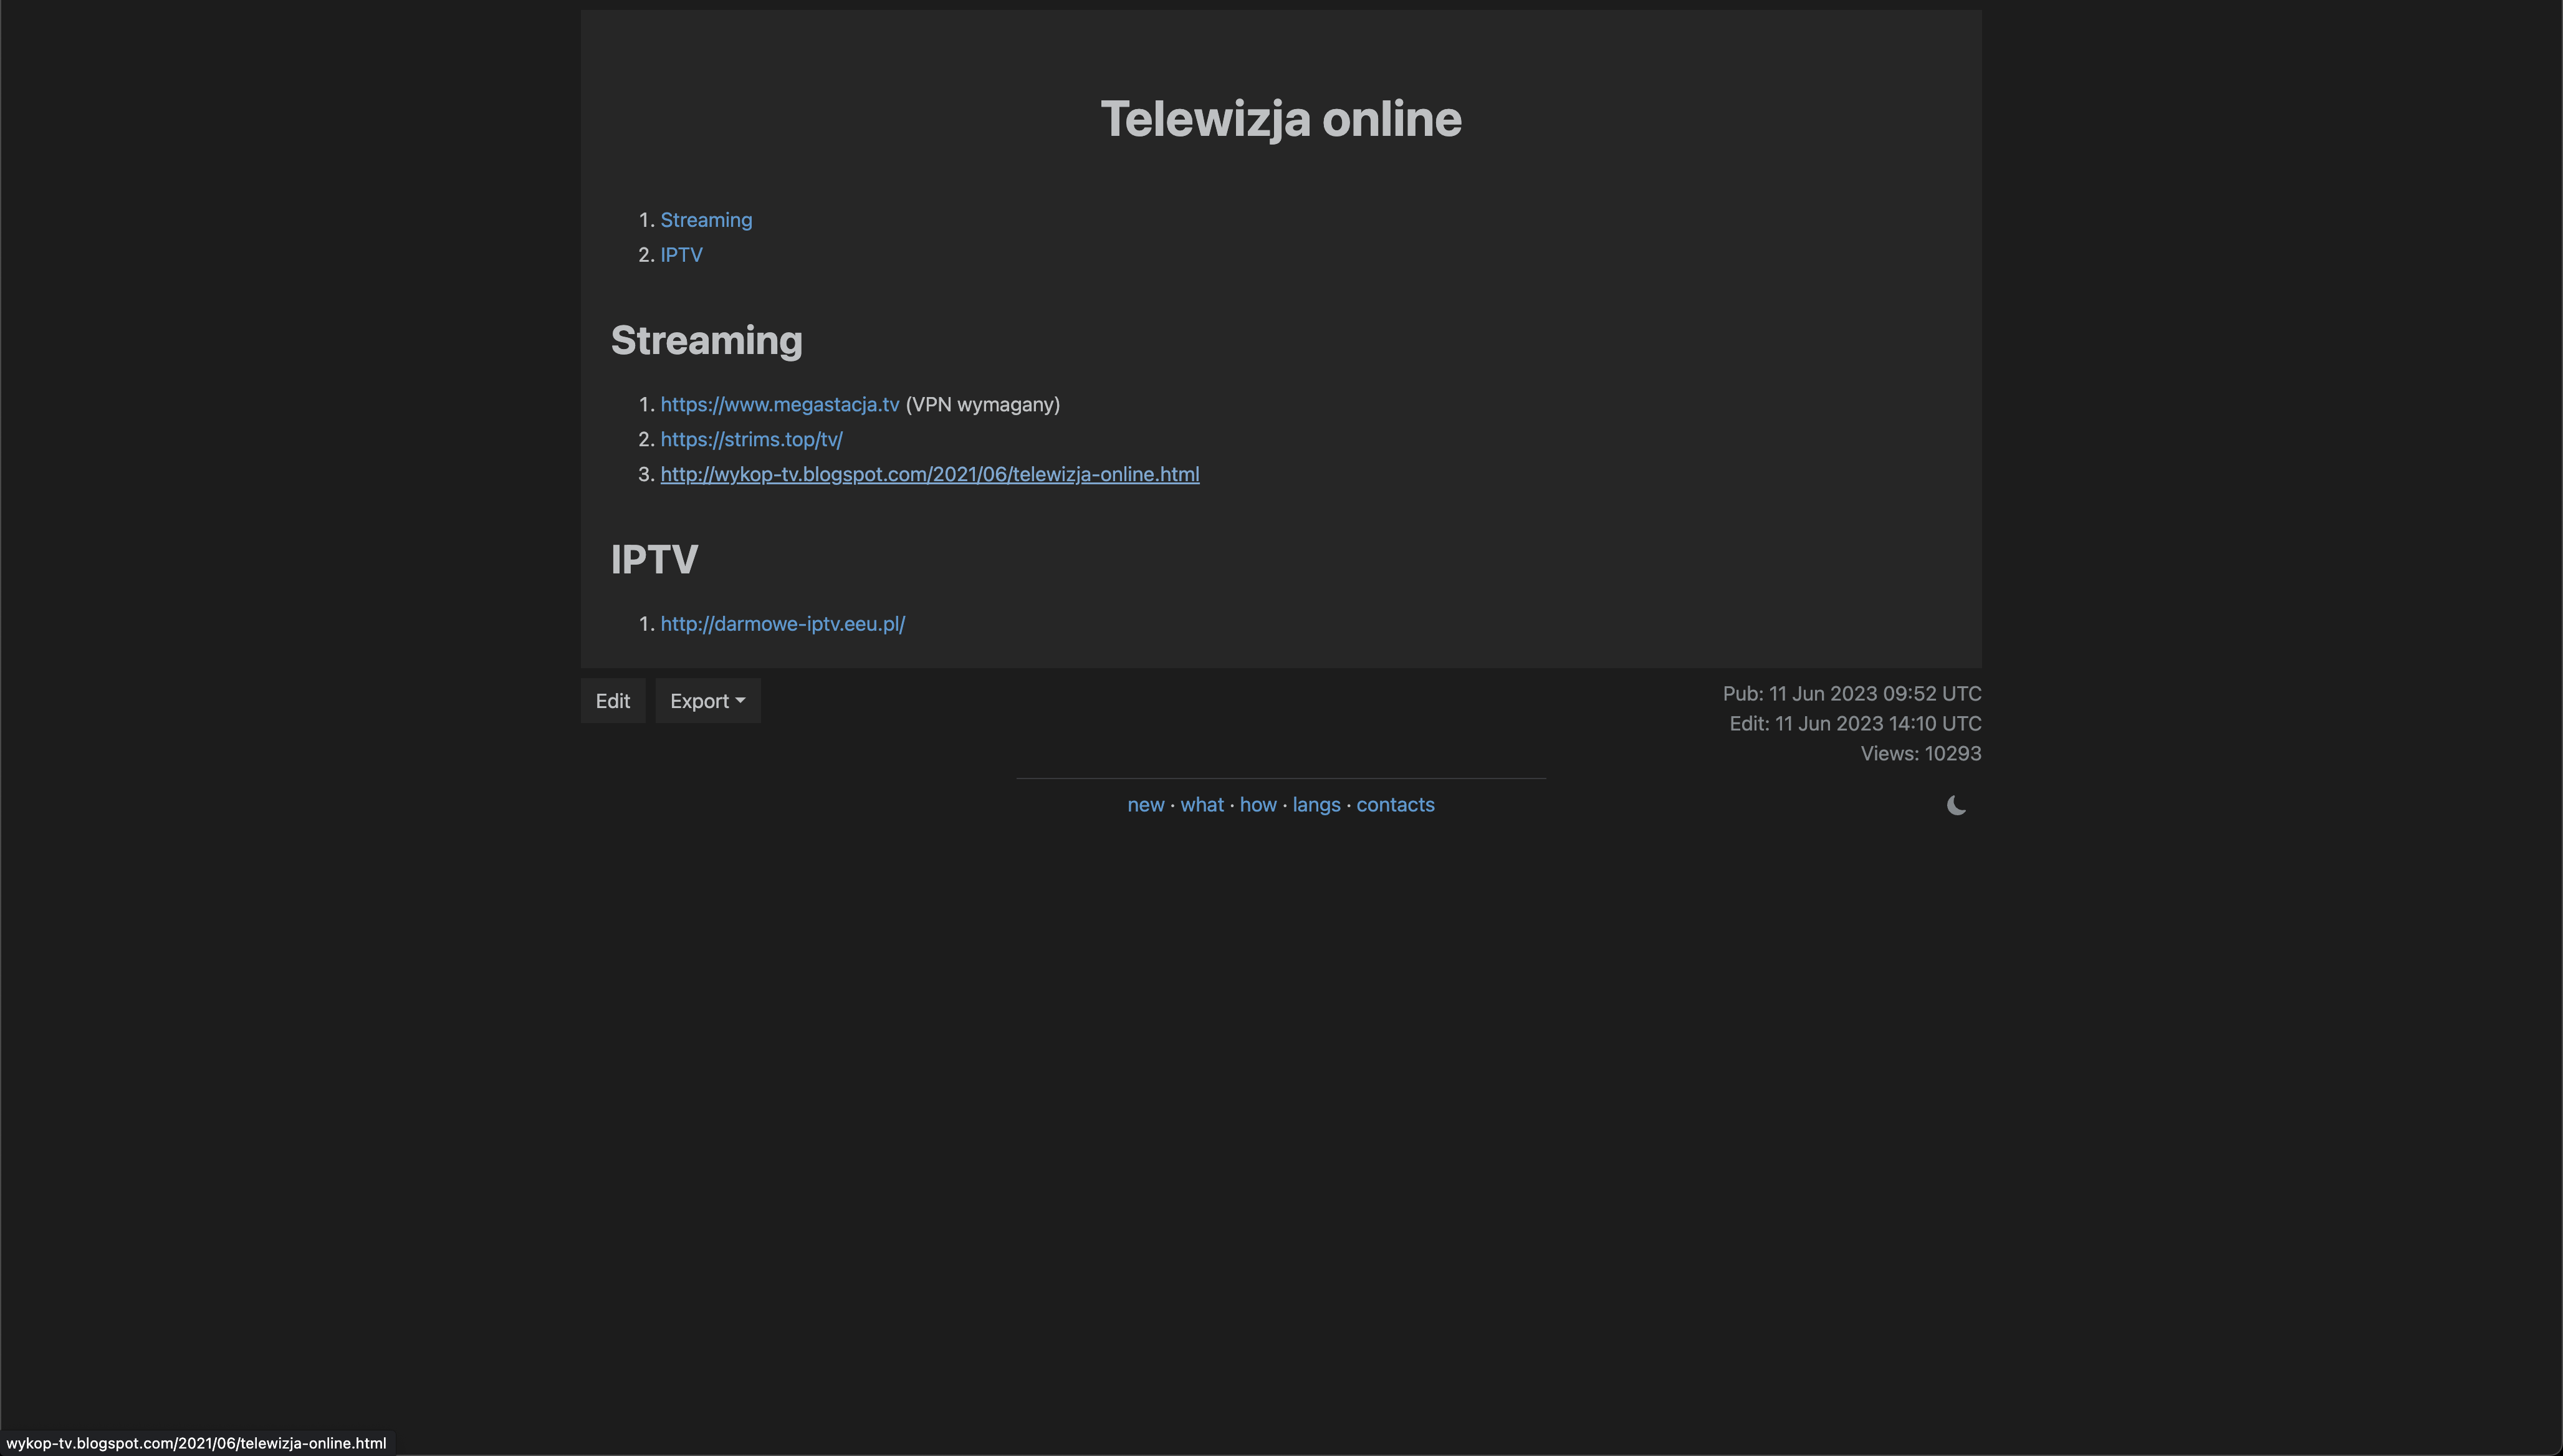 Telewizja online
1. Streaming
2. IPTV
Streaming
1. https://www.megastacja.tv (VPN wymagany)
2. https://strims.top/tv/
3. http://wykop-tv.blogspot.com/2021/06/telewizja-online.html
IPTV
1. http://darmowe-iptv.eeu.pl/
Edit
Export
Pub: 11 Jun 2023 09:52 UTC
Edit: 11 Jun 2023 14:10 UTC
Views: 10293
new · what · how · langs · contacts
wykop-tv.blogspot.com/2021/06/telewizja-online.html